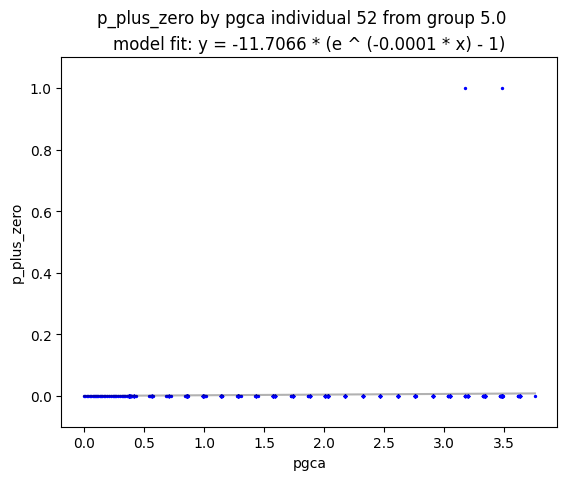 p_plus_zero by pgca individual 52 from group 5.0
model fit: y = -11.7066 * (e ^ (-0.0001 * x) - 1)
1.0
0.8
0.6
0.4
0.2
0.0
p_plus_zero
0.0 0.5 1.0 1.5 2.0 2.5 3.0 3.5
pgca